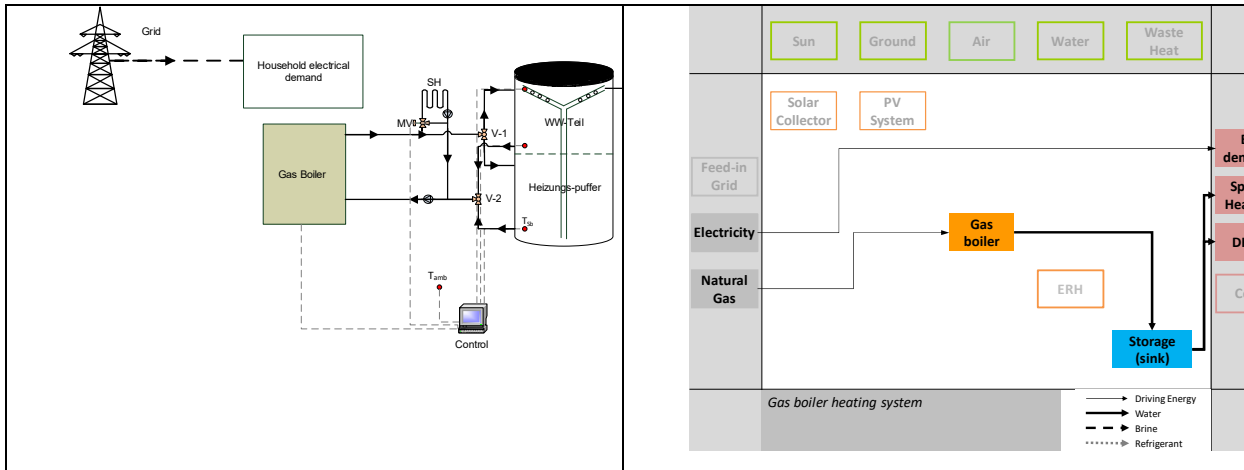 Grid
Household electrical
demand
SH
MV
V-1
WW-Teil
Gas Boiler
Heizungs-puffer
V-2
Tsb
Tamb
Control
Sun
Ground
Air
Water
Waste
Heat
Solar
Collector
PV
System
Feed-in
Grid
Electricity
Gas
boiler
Natural
Gas
ERH
Storage
(sink)
Gas boiler heating system
Driving Energy
Water
Brine
Refrigerant